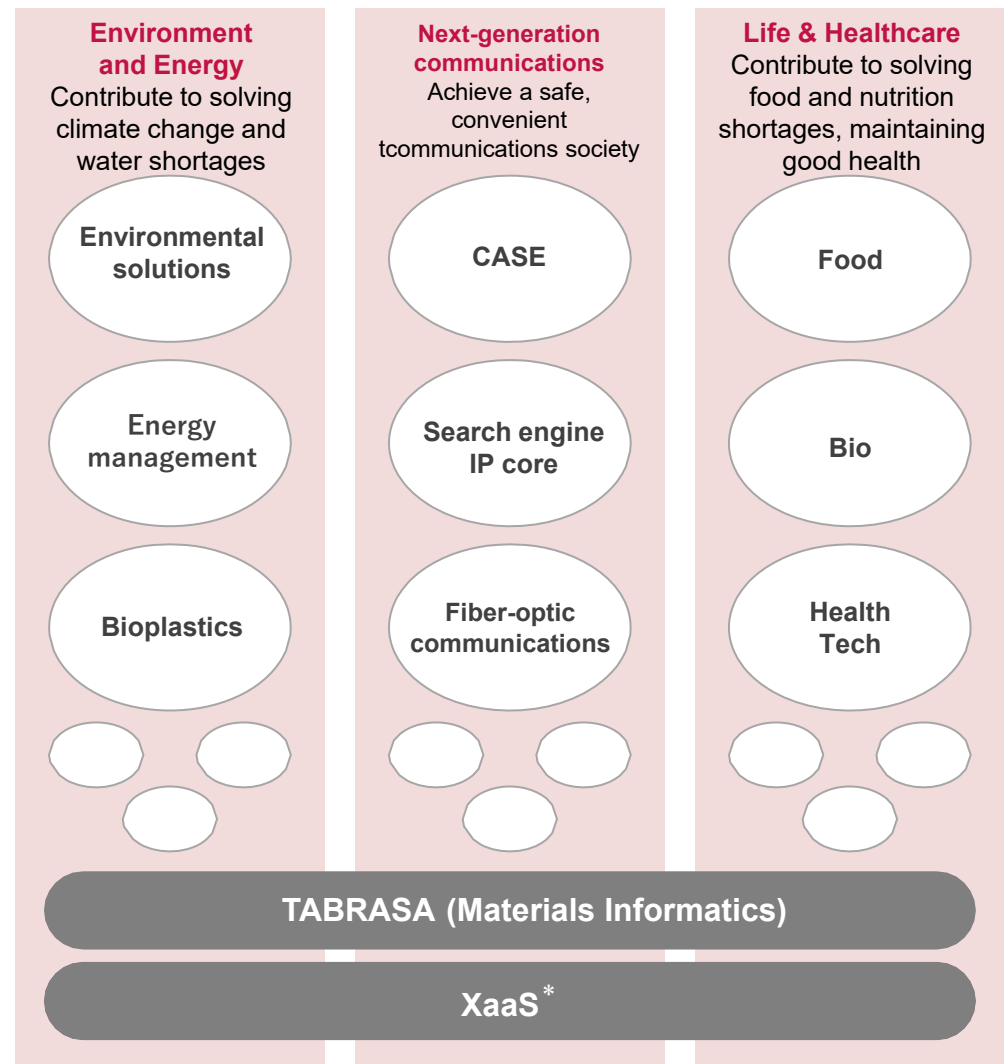 Environment
and Energy
Contribute to solving
climate change and
water shortages
Environmental
solutions
Energy
management
Bioplastics
Next-generation
communications
Achieve a safe,
convenient
tcommunications society
CASE
Search engine
IP core
Fiber-optic
communications
Life & Healthcare
Contribute to solving
food and nutrition
shortages, maintaining
good health
Food
Bio
Health
Tech
TABRASA (Materials Informatics)
XaaS*